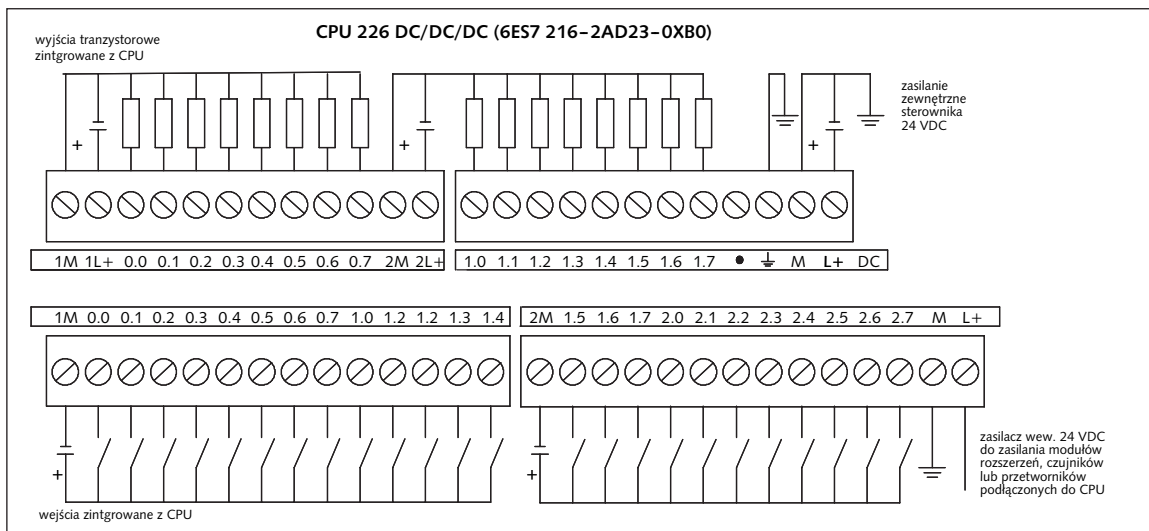 CPU 226 DC/DC/DC (6ES7 216-2AD23-0XB0)
wyjścia tranzystorowe
zintgrowane z CPU
zasilanie
zewnętrzne
sterownika
24 VDC
+
+
+
1M 1L+ 0.0 0.1 0.2 0.3 0.4 0.5 0.6 0.7 2M 2L+
1.0 1.1 1.2 1.3 1.4 1.5 1.6 1.7 • ⏚ M L+ DC
1M 0.0 0.1 0.2 0.3 0.4 0.5 0.6 0.7 1.0 1.2 1.2 1.3 1.4
2M 1.5 1.6 1.7 2.0 2.1 2.2 2.3 2.4 2.5 2.6 2.7 M L+
+
+
zasilacz wew. 24 VDC
do zasilania modułów
rozszerzeń, czujników
lub przetworników
podłączonych do CPU
wejścia zintgrowane z CPU